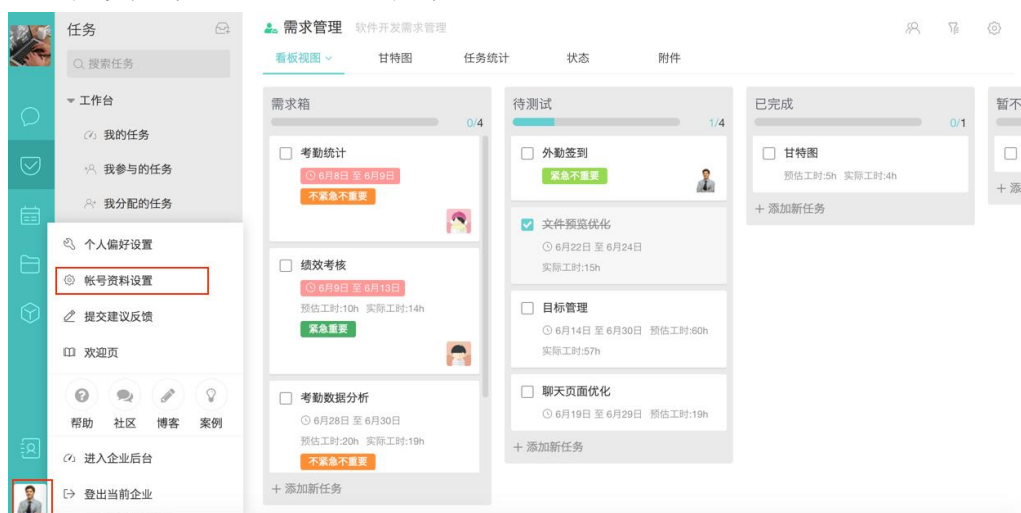 任务
搜索任务
工作台
我的任务
我参与的任务
我分配的任务
个人偏好设置
帐号资料设置
提交建议反馈
欢迎页
帮助 社区 博客 案例
进入企业后台
登出当前企业
需求管理 软件开发需求管理
看板视图 甘特图 任务统计 状态 附件
需求箱
0/4
考勤统计
6月8日 至 6月9日
不紧急不重要
绩效考核
6月9日 至 6月13日
预估工时:10h 实际工时:14h
紧急重要
考勤数据分析
6月28日 至 6月30日
预估工时:20h 实际工时:19h
不紧急不重要
+ 添加新任务
待测试
1/4
外勤签到
紧急不重要
文件预览优化
6月22日 至 6月24日
实际工时:15h
目标管理
6月14日 至 6月30日 预估工时:60h
实际工时:57h
聊天页面优化
6月19日 至 6月29日 预估工时:19h
+ 添加新任务
已完成
0/1
甘特图
预估工时:5h 实际工时:4h
+ 添加新任务
暂不
+ 添